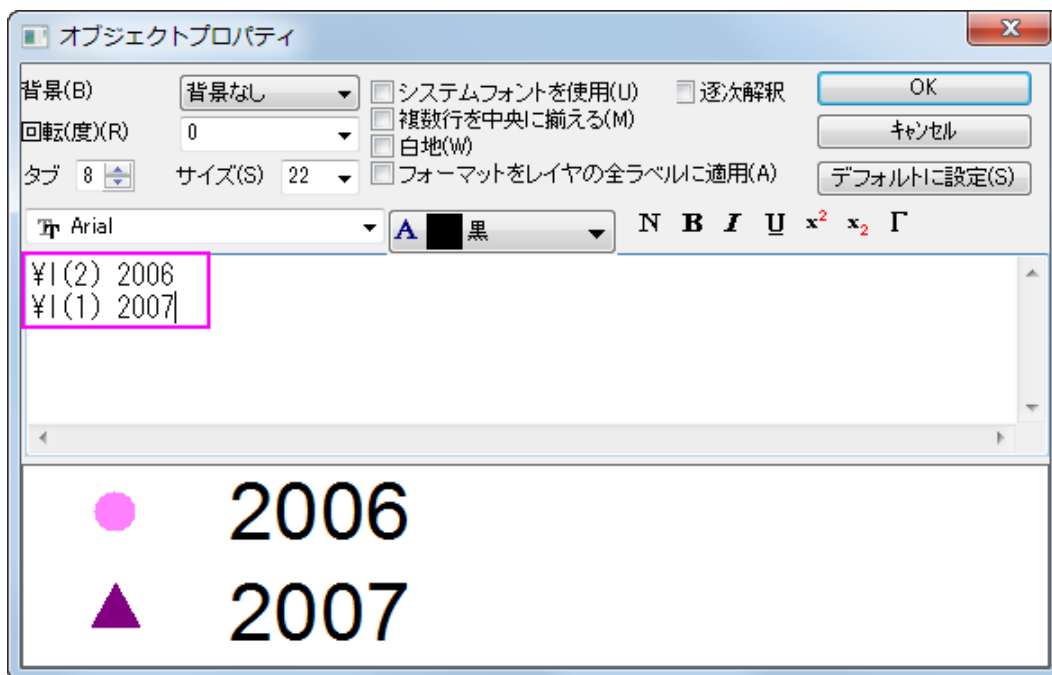 オブジェクトプロパティ
背景(B) 背景なし システムフォントを使用(U) 逐次解釈 OK
複数行を中央に揃える(M)
回転(度)(R) 0 キャンセル
白地(W)
タブ 8 サイズ(S) 22 フォーマットをレイヤの全ラベルに適用(A) デフォルトに設定(S)
Arial A 黒 N B I U x² x₂ Γ
¥l(2) 2006
¥l(1) 2007
2006
2007